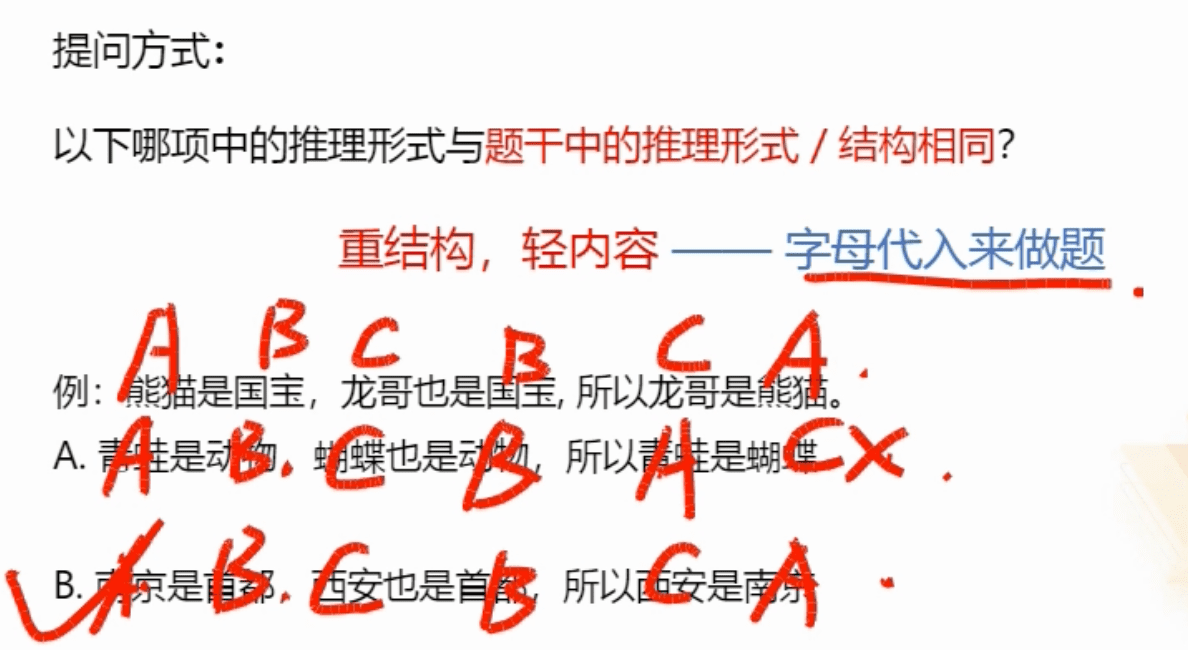 提问方式：
以下哪项中的推理形式与题干中的推理形式 / 结构相同?
重结构，轻内容 —— 字母代入来做题
A B C B C A
例：熊猫是国宝，龙哥也是国宝, 所以龙哥是熊猫。
A. 青蛙是动物，蝴蝶也是动物，所以青蛙是蝴蝶
A B C B A C X
B. 南京是首都，西安也是首都，所以西安是南京
A B C B C A